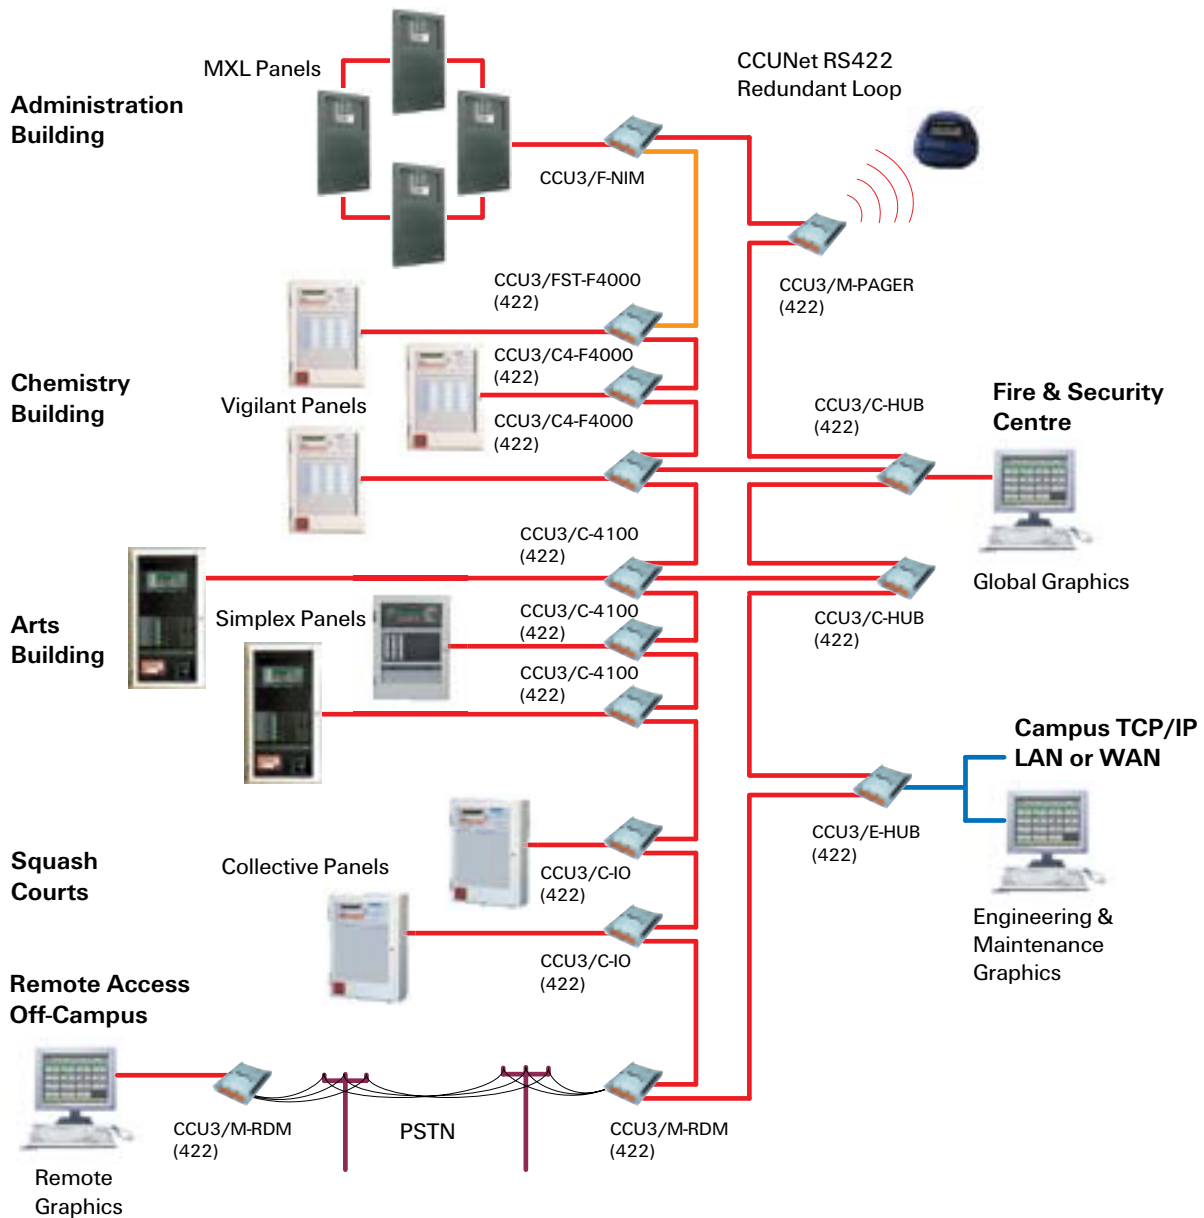 MXL Panels
CCUNet RS422
Redundant Loop
Administration
Building
CCU3/F-NIM
CCU3/M-PAGER
(422)
CCU3/FST-F4000
(422)
CCU3/C4-F4000
(422)
Chemistry
Building
Vigilant Panels
CCU3/C4-F4000
(422)
CCU3/C-HUB
(422)
Fire & Security
Centre
Global Graphics
CCU3/C-4100
(422)
CCU3/C-HUB
(422)
Arts
Building
Simplex Panels
CCU3/C-4100
(422)
CCU3/C-4100
(422)
Campus TCP/IP
LAN or WAN
CCU3/E-HUB
(422)
Engineering &
Maintenance
Graphics
Squash
Courts
Collective Panels
CCU3/C-IO
(422)
CCU3/C-IO
(422)
Remote Access
Off-Campus
CCU3/M-RDM
(422)
PSTN
CCU3/M-RDM
(422)
Remote
Graphics